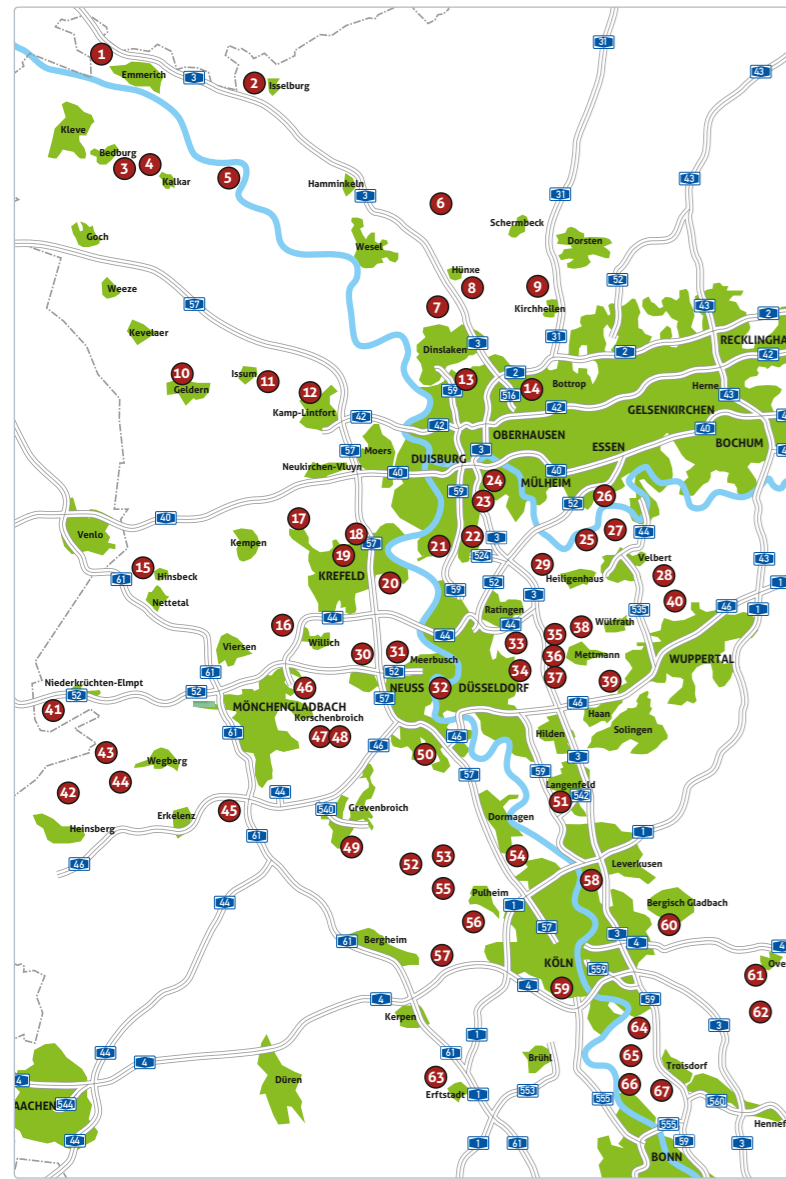 31
1
43
Emmerich
3
2
Isselburg
Kleve
Bedburg
3
4
Kalkar
5
Hamminkeln
3
43
31
6
Schermbeck
Goch
Wesel
Dorsten
Hünxe
52
Weeze
8
9
57
7
Kirchhellen
43
2
Kevelaer
31
RECKLINGHA
Dinslaken
3
2
42
10
Issum
11
13
2
Geldern
12
59
516
14
Bottrop
Herne
43
Kamp-Lintfort
42
42
42
GELSENKIRCHEN
40
OBERHAUSEN
ESSEN
BOCHUM
57
Moers
DUISBURG
3
4
Neukirchen-Vluyn
40
40
24
MÜLHEIM
59
23
52
26
17
40
Venlo
18
57
22
3
25
27
44
Kempen
19
21
524
Velbert
43
15
Hinsbeck
29
28
61
KREFELD
20
Heiligenhaus
52
1
Nettetal
59
3
40
Ratingen
535
46
1
16
44
44
44
38
Wülfrath
35
Willich
33
Viersen
30
31
Meerbusch
36
Mettmann
WUPPERTAL
61
52
34
37
39
Niederkrüchten-Elmpt
46
NEUSS
32
DÜSSELDORF
52
52
57
46
41
MÖNCHENGLADBACH
Haan
Korschenbroich
61
47
48
46
46
Hilden
Solingen
43
50
3
Wegberg
57
59
44
42
44
Langenfeld
51
542
45
540
Grevenbroich
Dormagen
Erkelenz
Heinsberg
61
1
49
46
52
53
54
Leverkusen
58
55
44
Pulheim
1
Bergisch Gladbach
56
60
57
61
Bergheim
3
4
4
57
KÖLN
559
61
Ove
4
59
4
59
Kerpen
62
64
3
1
44
61
4
Brühl
65
Troisdorf
4
Düren
63
66
67
AACHEN
544
Erftstadt
1
553
555
560
44
555
Hennef
1
61
59
3
BONN